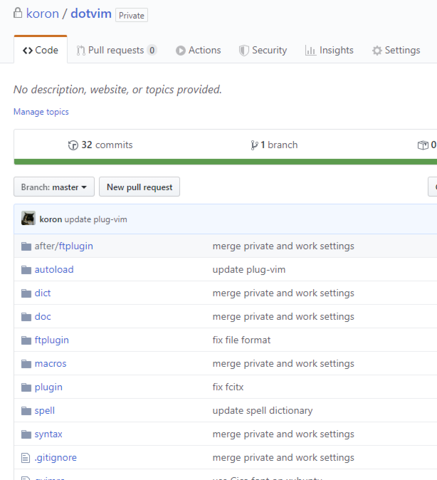 koron / dotvim Private
Code Pull requests 0 Actions Security Insights Settings
No description, website, or topics provided.
Manage topics
32 commits 1 branch 0
Branch: master New pull request
koron update plug-vim
after/ftplugin merge private and work settings
autoload update plug-vim
dict merge private and work settings
doc merge private and work settings
ftplugin fix file format
macros merge private and work settings
plugin fix fcitx
spell update spell dictionary
syntax merge private and work settings
.gitignore merge private and work settings